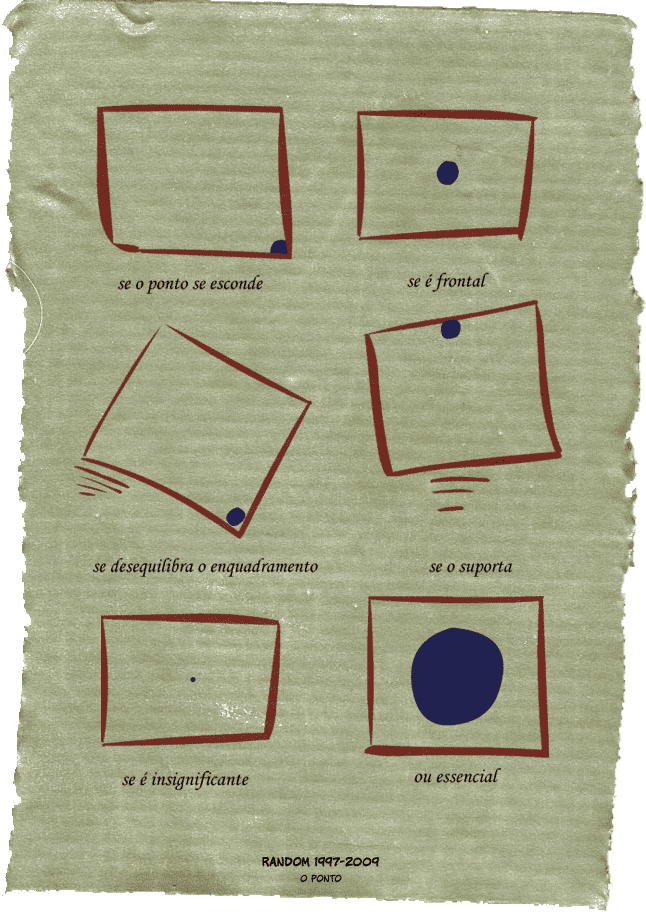 se o ponto se esconde
se é frontal
se desequilibra o enquadramento
se o suporta
se é insignificante
ou essencial
RANDOM 1997-2009
O PONTO